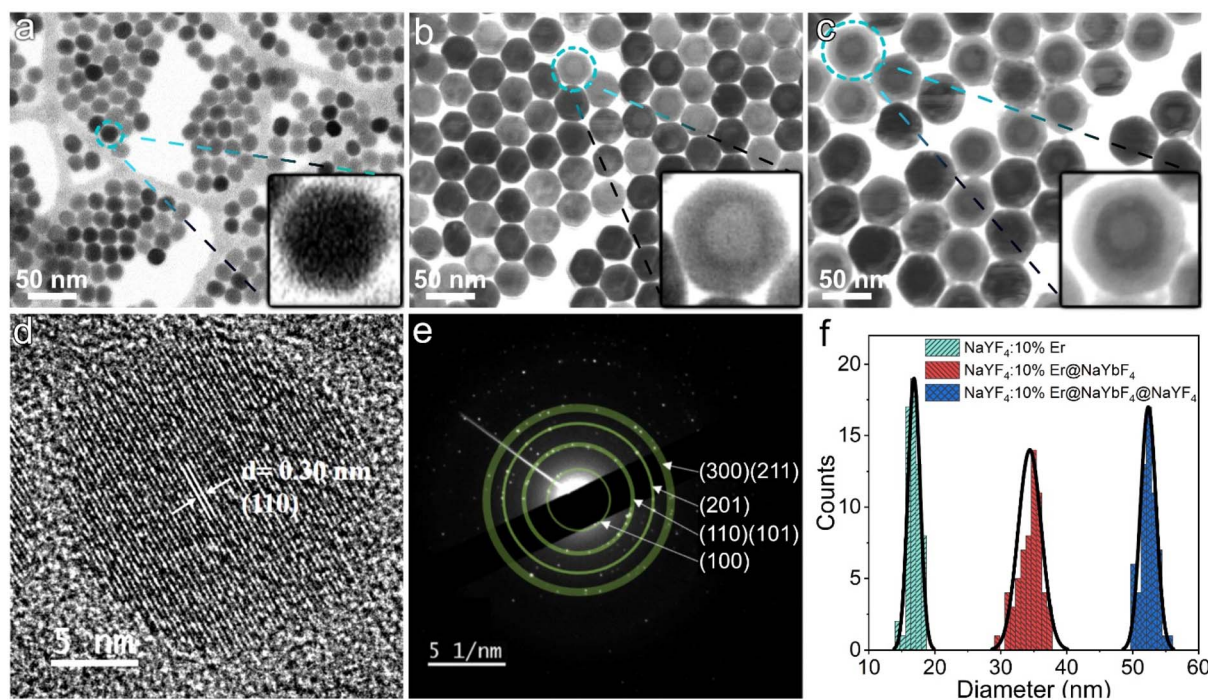 a
50 nm
b
50 nm
c
50 nm
d
d= 0.30 nm
(110)
5 nm
e
(300)(211)
(201)
(110)(101)
(100)
5 1/nm
f
NaYF₄:10% Er
NaYF₄:10% Er@NaYbF₄
NaYF₄:10% Er@NaYbF₄@NaYF₄
Counts
20
15
10
5
0
10 20 30 40 50 60
Diameter (nm)